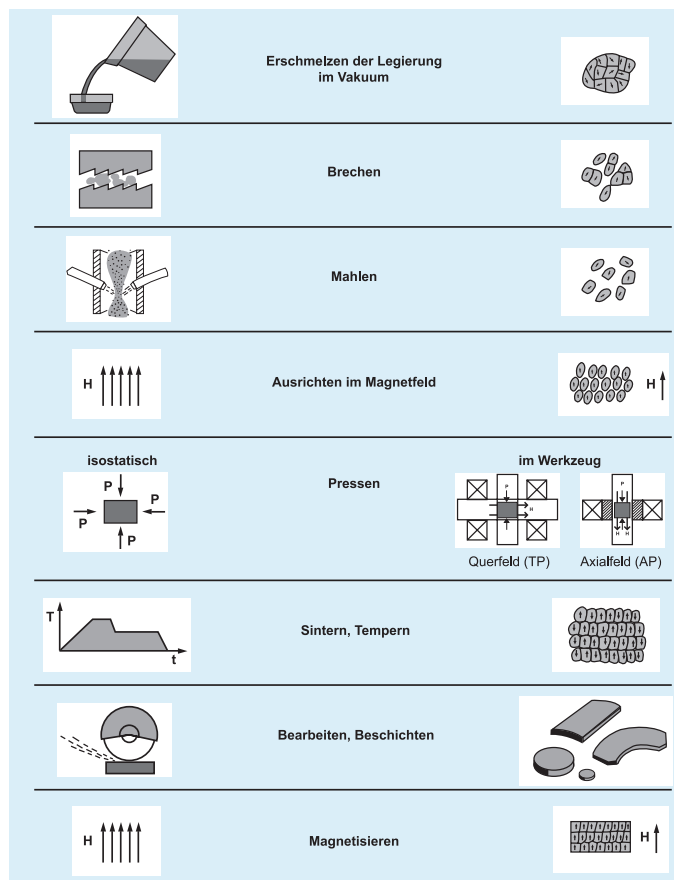 Erschmelzen der Legierung
im Vakuum
Brechen
Mahlen
H
Ausrichten im Magnetfeld
H
isostatisch
P
P
P
P
Pressen
im Werkzeug
P
H
P
H
H
Querfeld (TP)
Axialfeld (AP)
T
t
Sintern, Tempern
Bearbeiten, Beschichten
H
Magnetisieren
H